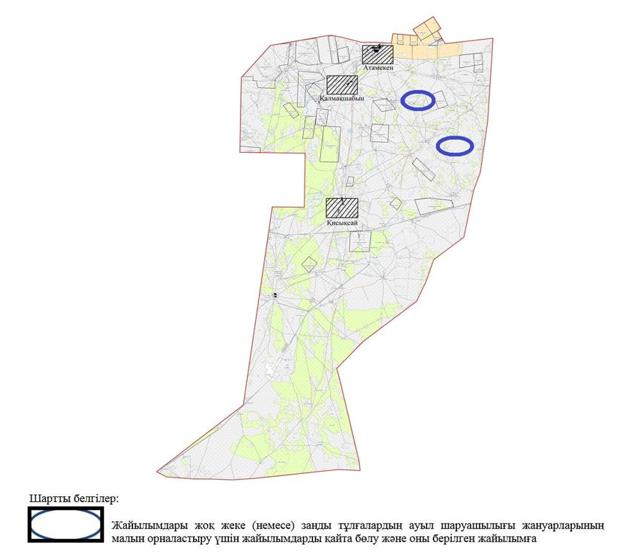 Атамекен
Қалмақшабын
Қисықсай
Шартты белгілер:
Жайылымдары жоқ жеке (немесе) заңды тұлғалардың ауыл шаруашылығы жануарларының
малын орналастыру үшін жайылымдарды қайта бөлу және оны берілген жайылымға